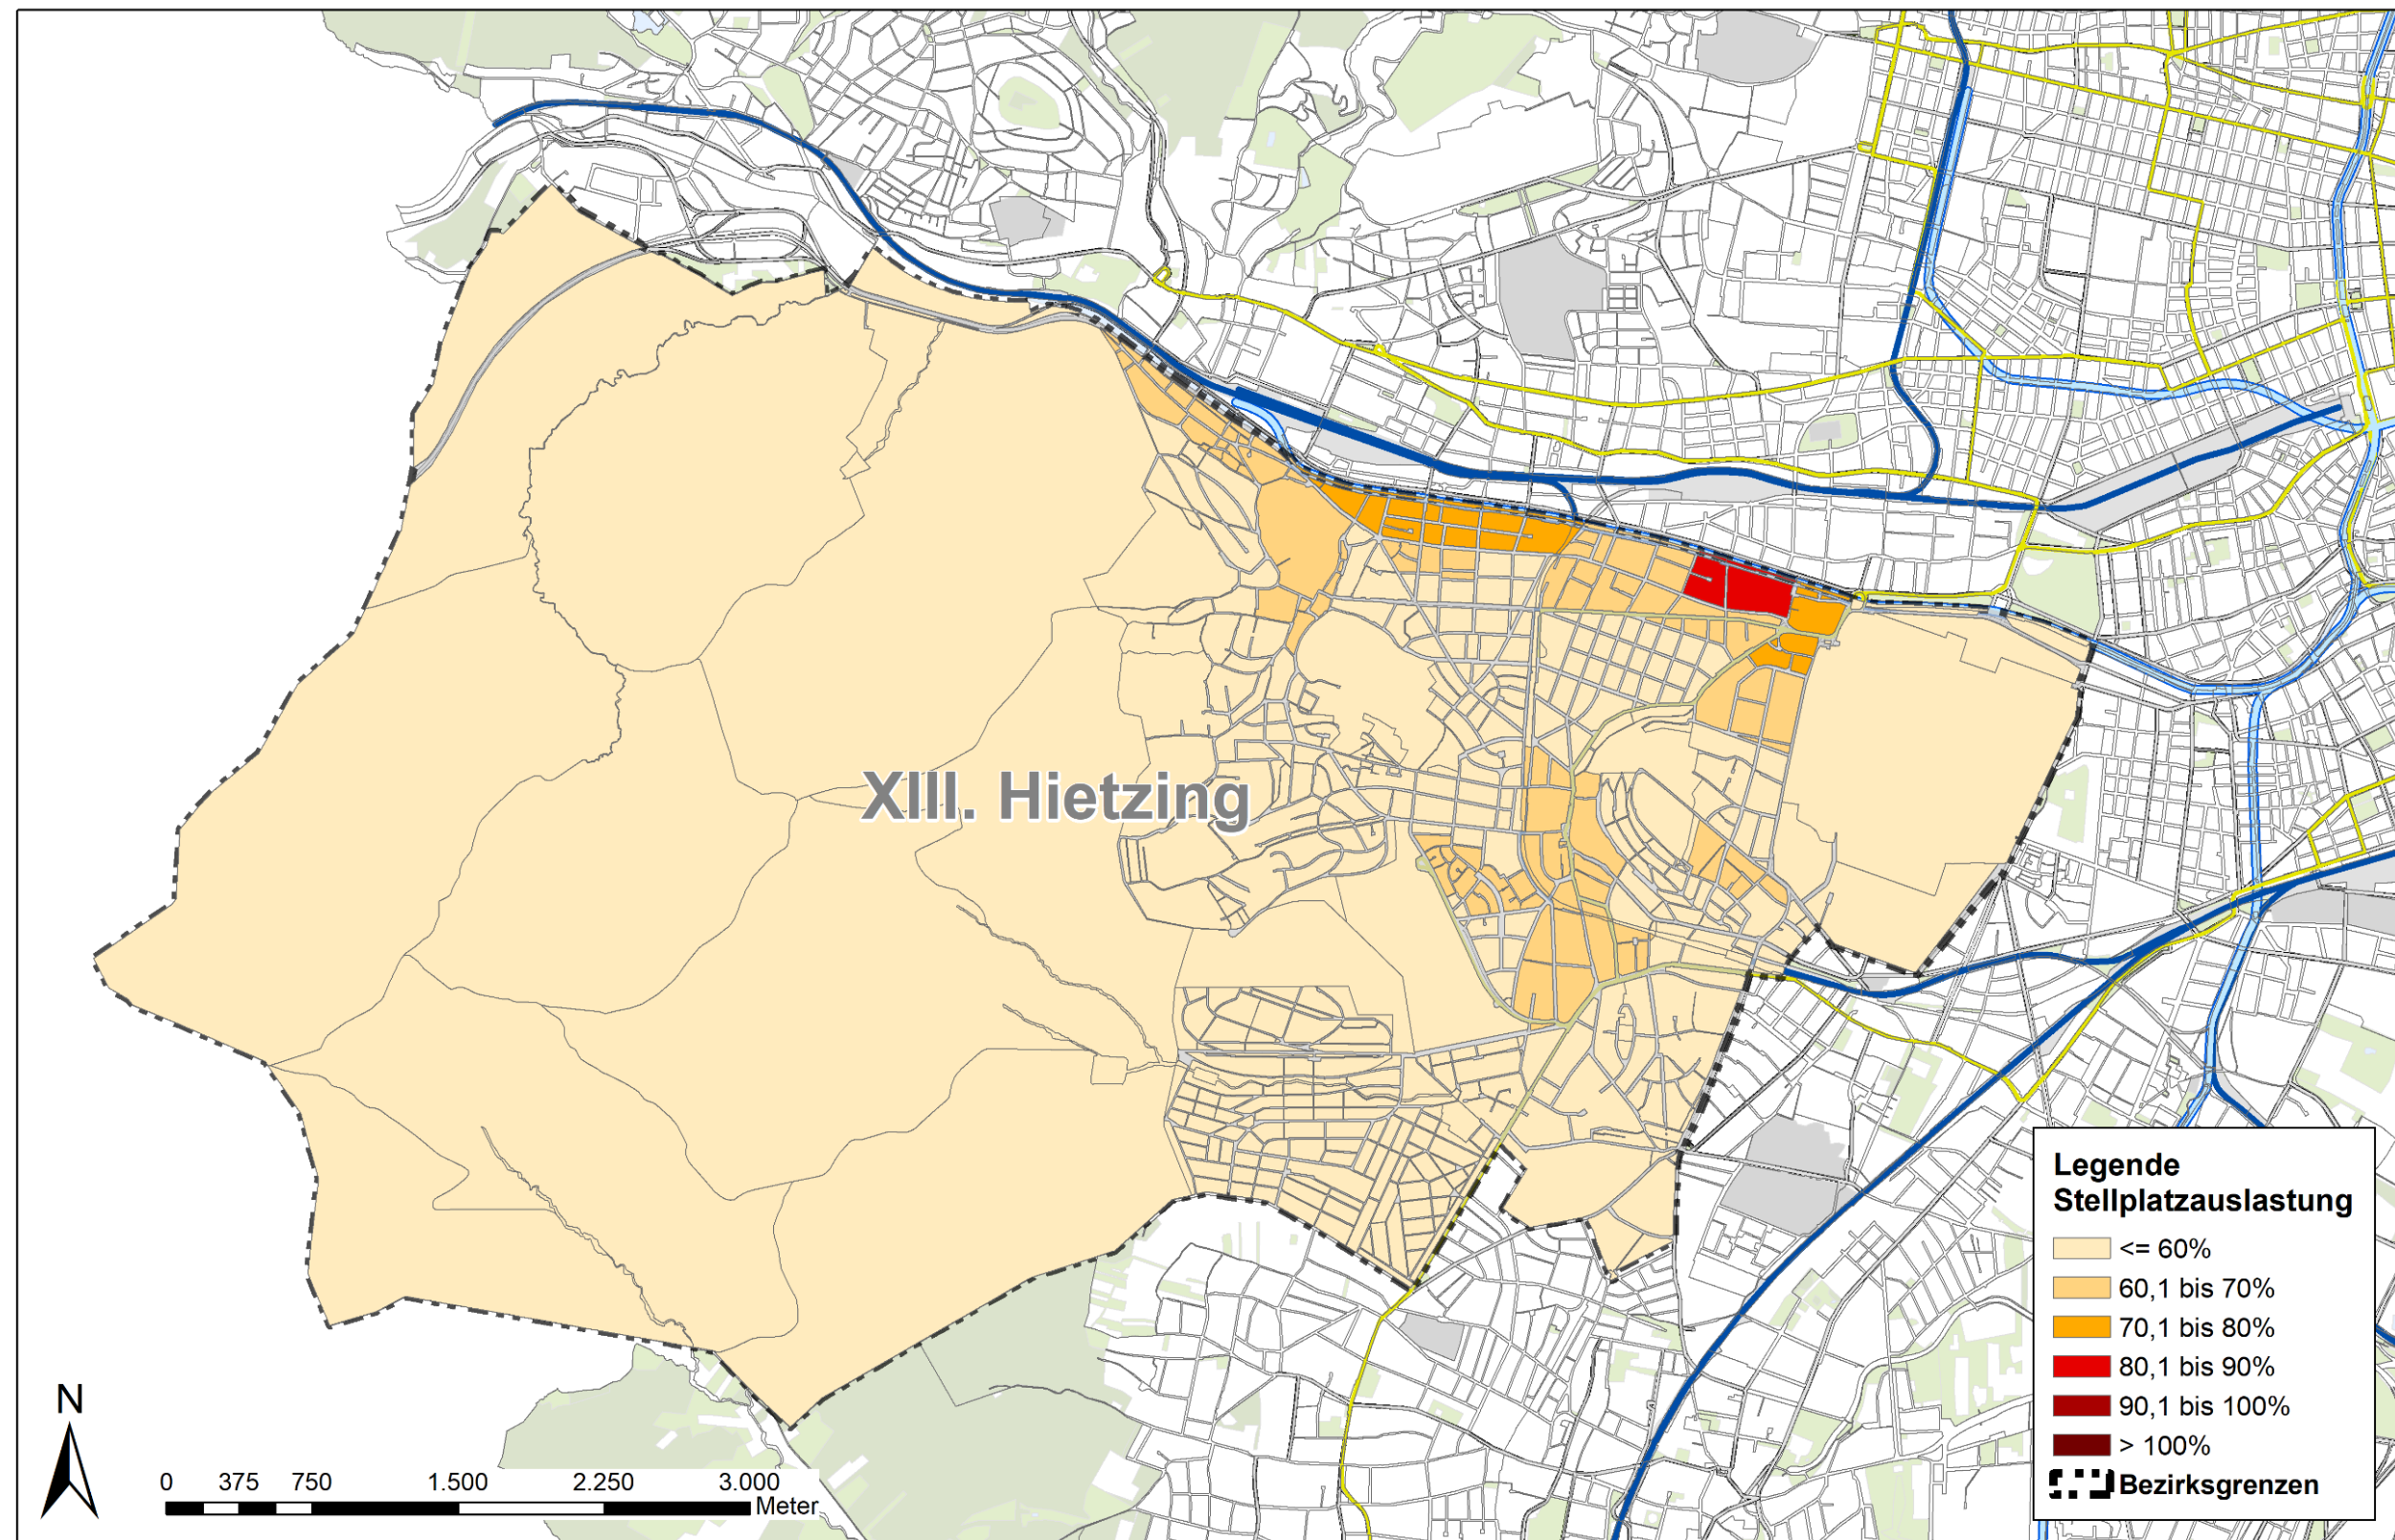 XIII. Hietzing
Legende
Stellplatzauslastung
<= 60%
60,1 bis 70%
70,1 bis 80%
80,1 bis 90%
90,1 bis 100%
> 100%
Bezirksgrenzen
N
0 375 750 1.500 2.250 3.000
Meter